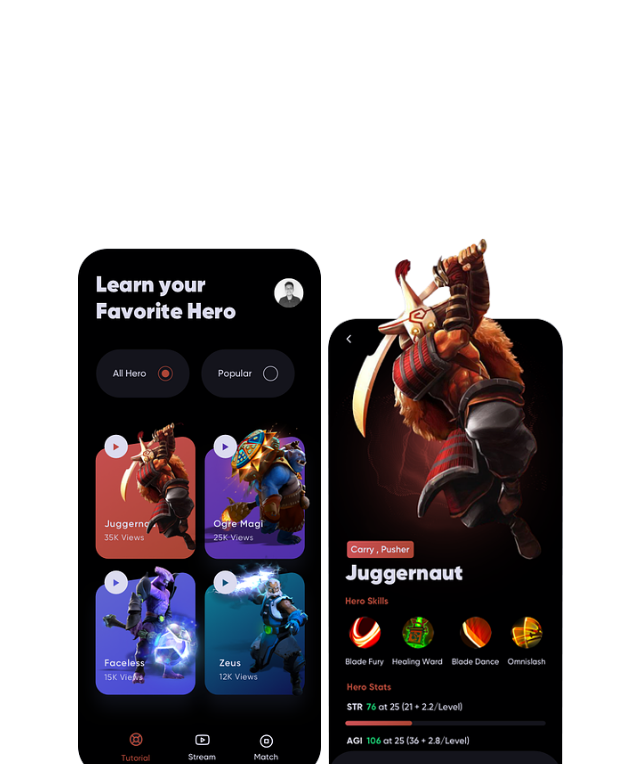 Learn your
Favorite Hero
All Hero
Popular
Juggerna
35K Views
Ogre Magi
25K Views
Faceless
15K Views
Zeus
12K Views
Tutorial
Stream
Match
Carry , Pusher
Juggernaut
Hero Skills
Blade Fury
Healing Ward
Blade Dance
Omnislash
Hero Stats
STR 76 at 25 (21 + 2.2/Level)
AGI 106 at 25 (36 + 2.8/Level)